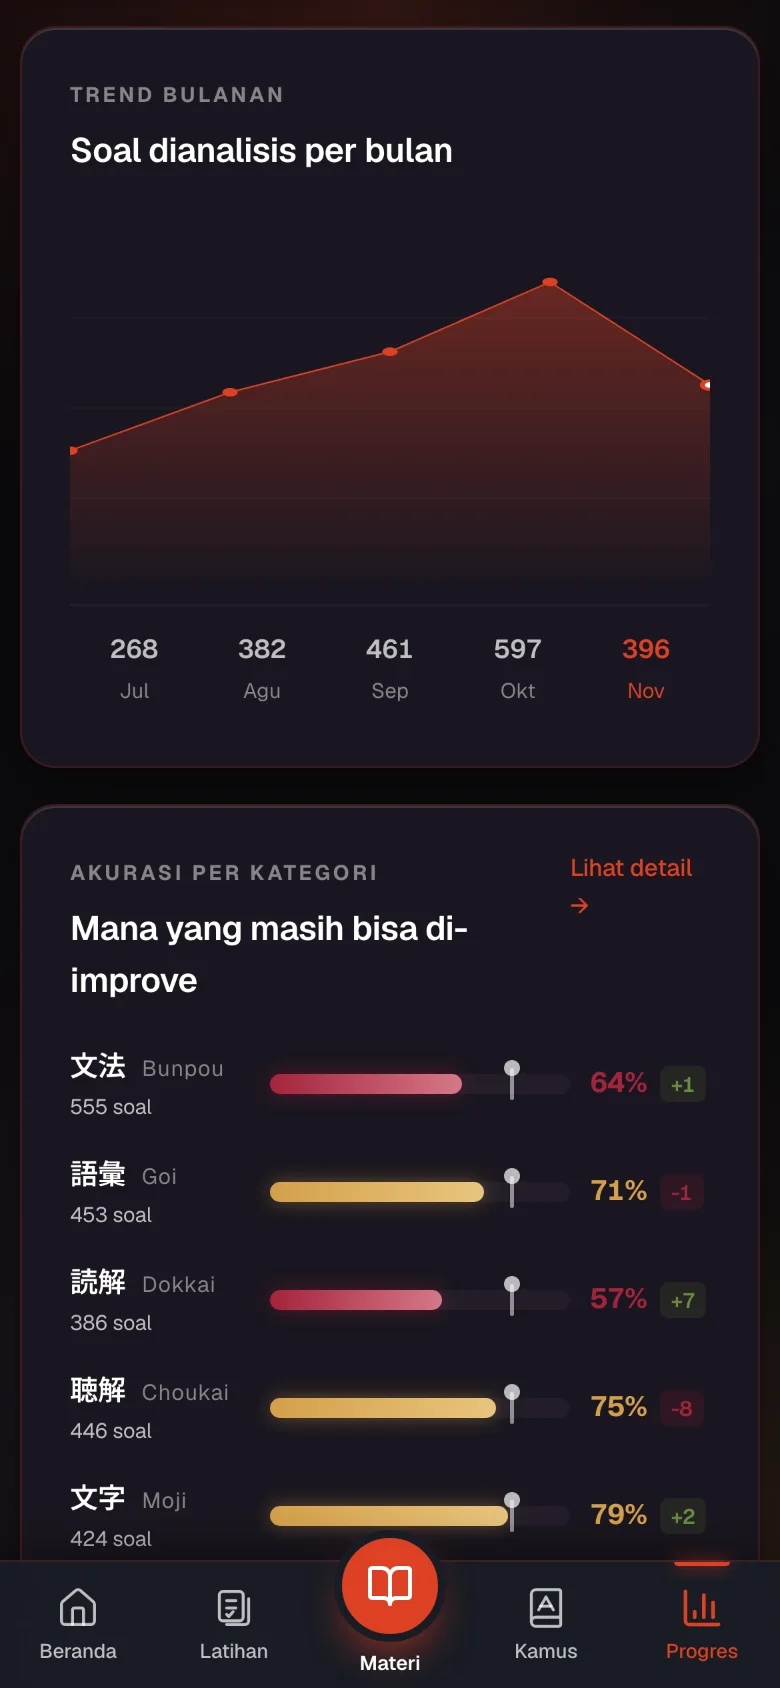 TREND BULANAN
Soal dianalisis per bulan
268 382 461 597 396
Jul Agu Sep Okt Nov
AKURASI PER KATEGORI
Lihat detail
→
Mana yang masih bisa di-
improve
文法 Bunpou
555 soal
64% +1
語彙 Goi
453 soal
71% -1
読解 Dokkai
386 soal
57% +7
聴解 Choukai
446 soal
75% -8
文字 Moji
424 soal
79% +2
Beranda
Latihan
Materi
Kamus
Progres